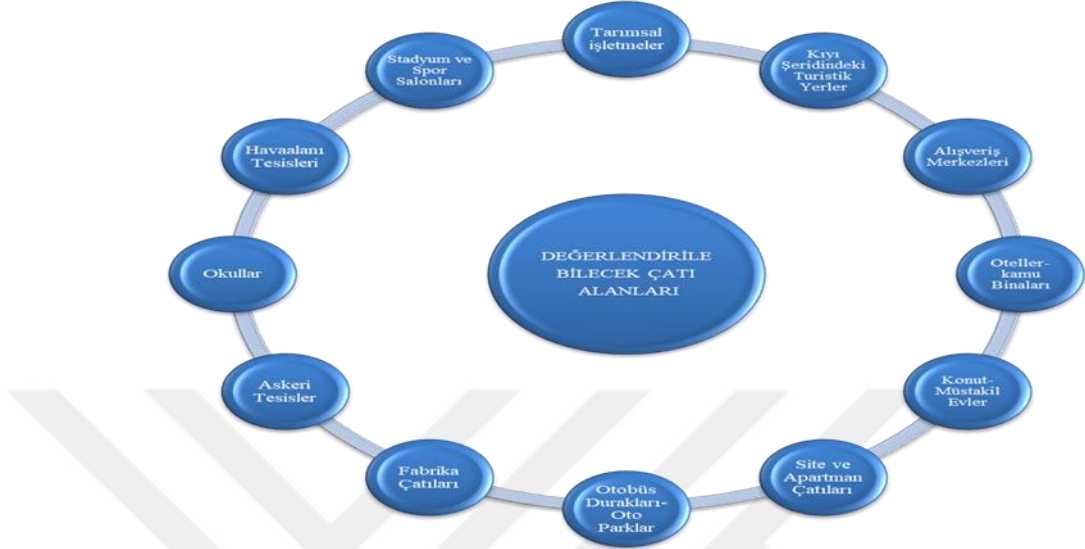 Tarımsal
işletmeler
Kıyı
Şeridindeki
Turistik
Yerler
Alışveriş
Merkezleri
Oteller-
kamu
Binaları
Konut-
Müstakil
Evler
Site ve
Apartman
Çatıları
Otobüs
Durakları-
Oto
Parklar
Fabrika
Çatıları
Askeri
Tesisler
Okullar
Havaalanı
Tesisleri
Stadyum ve
Spor
Salonları
DEĞERLENDİRİLE
BİLECEK ÇATI
ALANLARI